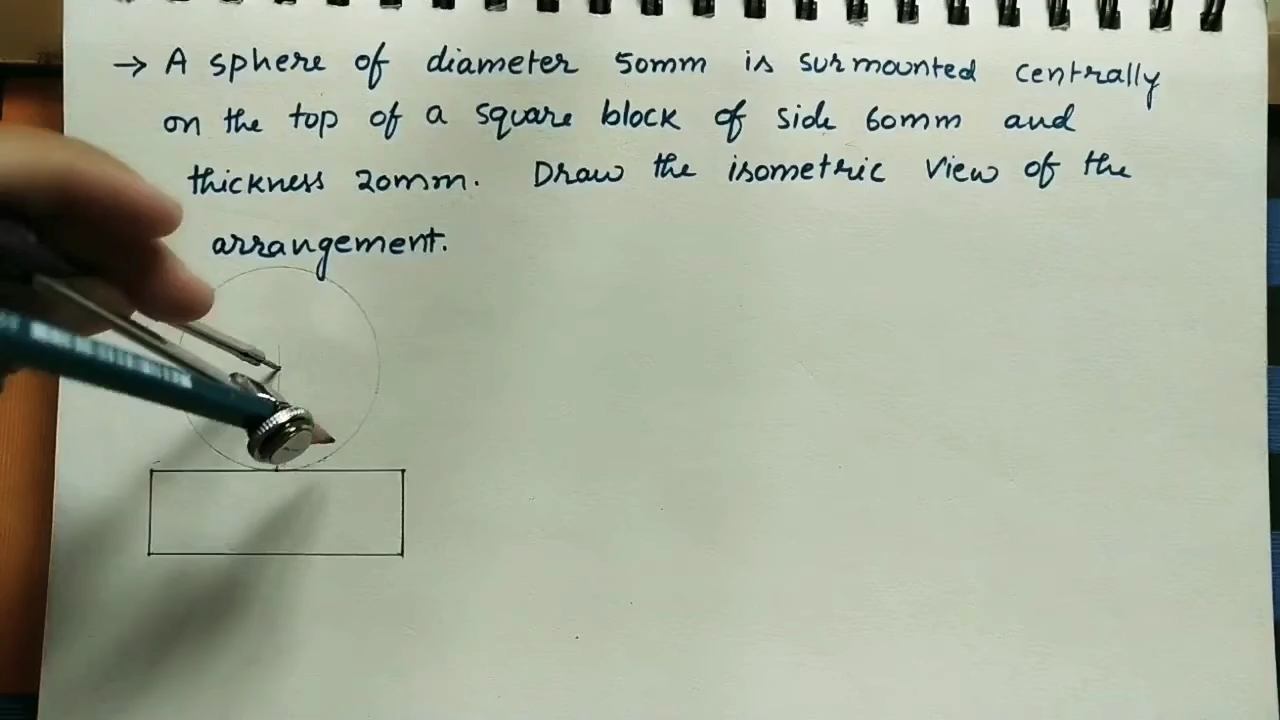 → A sphere of diameter 50mm is surmounted centrally
on the top of a square block of side 60mm and
thickness 20mm. Draw the isometric view of the
arrangement.